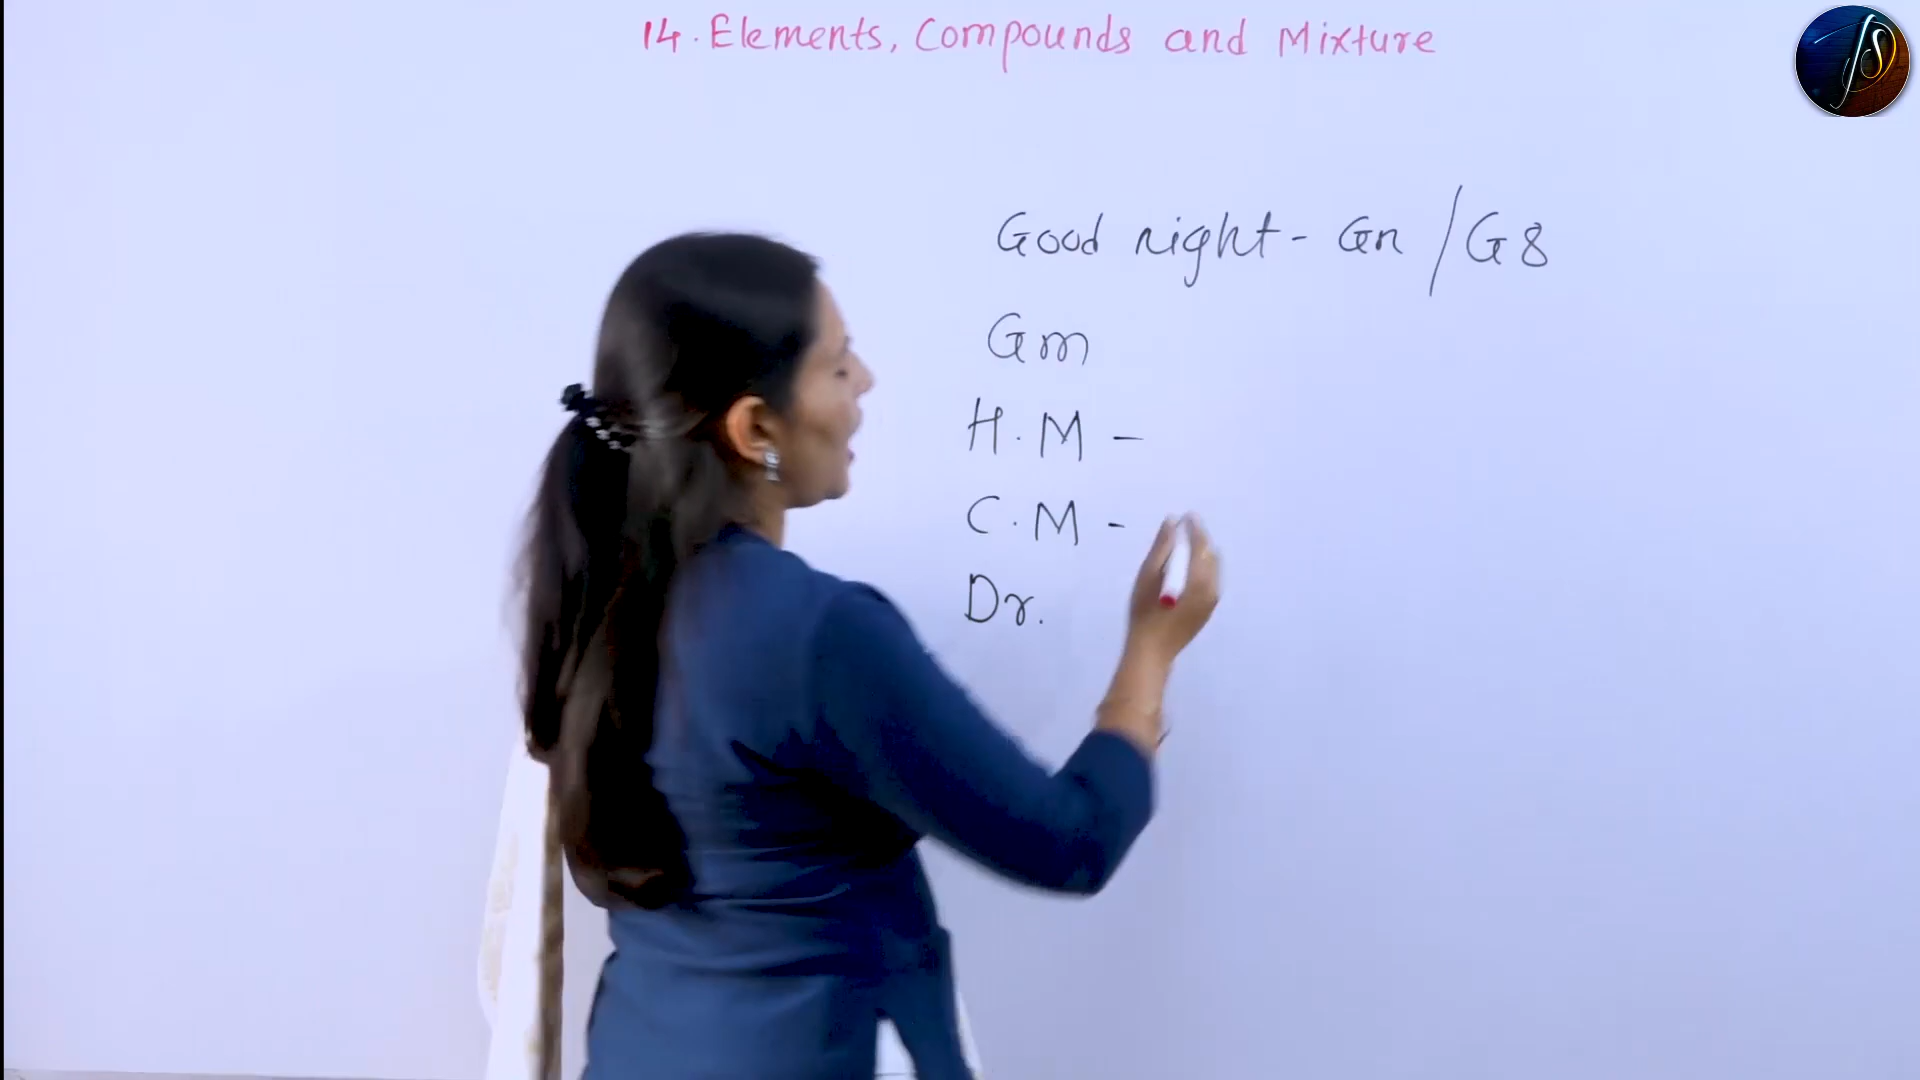 14. Elements, Compounds and Mixture
Good night - Gn / G8
Gm
H.M -
C.M -
Dr.